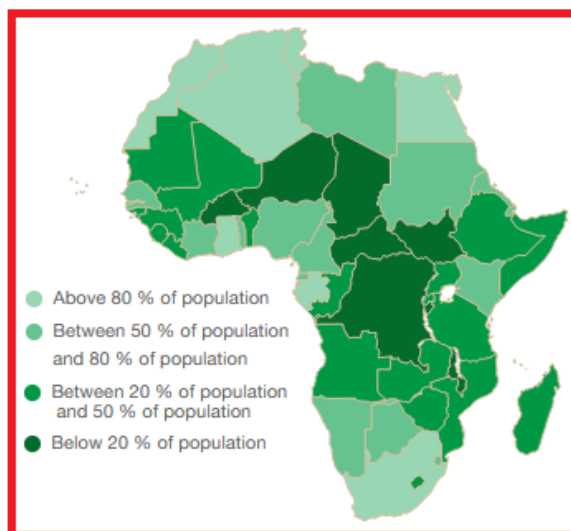 Above 80 % of population
Between 50 % of population
and 80 % of population
Between 20 % of population
and 50 % of population
Below 20 % of population